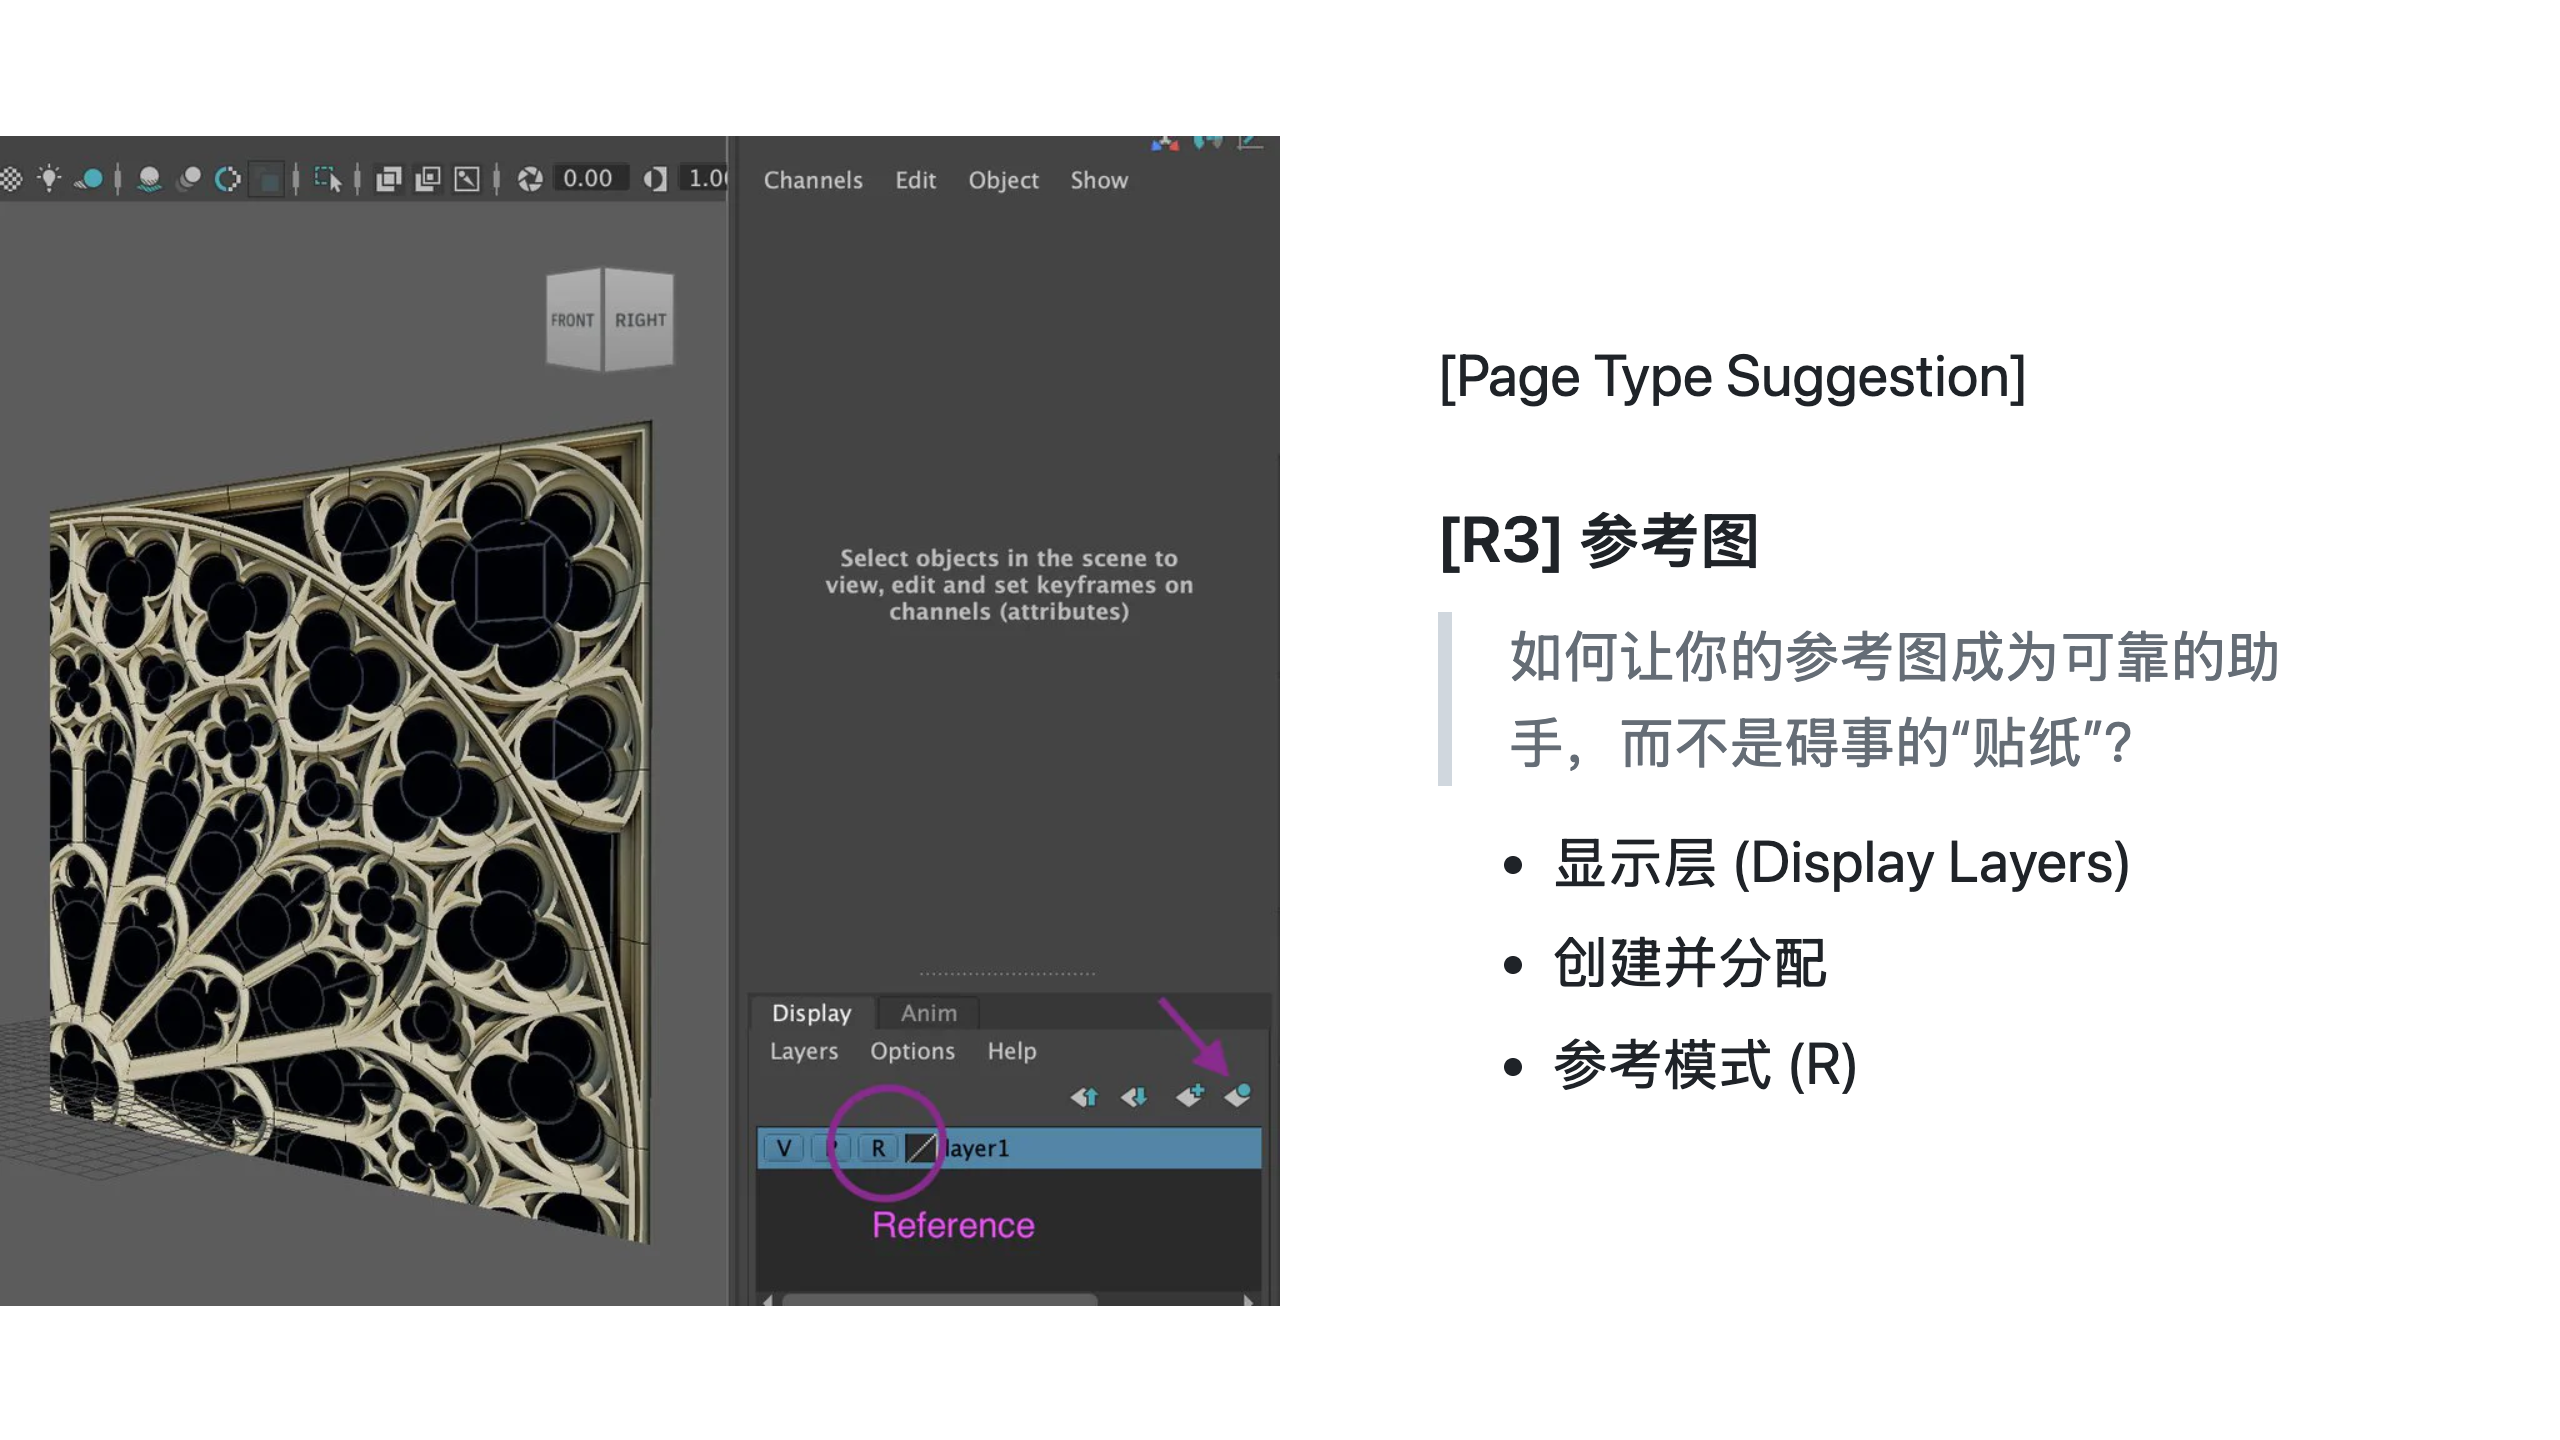 0.00
1.0
Channels Edit Object Show
FRONT RIGHT
Select objects in the scene to
view, edit and set keyframes on
channels (attributes)
Display Anim
Layers Options Help
V P R layer1
Reference
[Page Type Suggestion]
[R3] 参考图
如何让你的参考图成为可靠的助
手，而不是碍事的“贴纸”？
• 显示层 (Display Layers)
• 创建并分配
• 参考模式 (R)